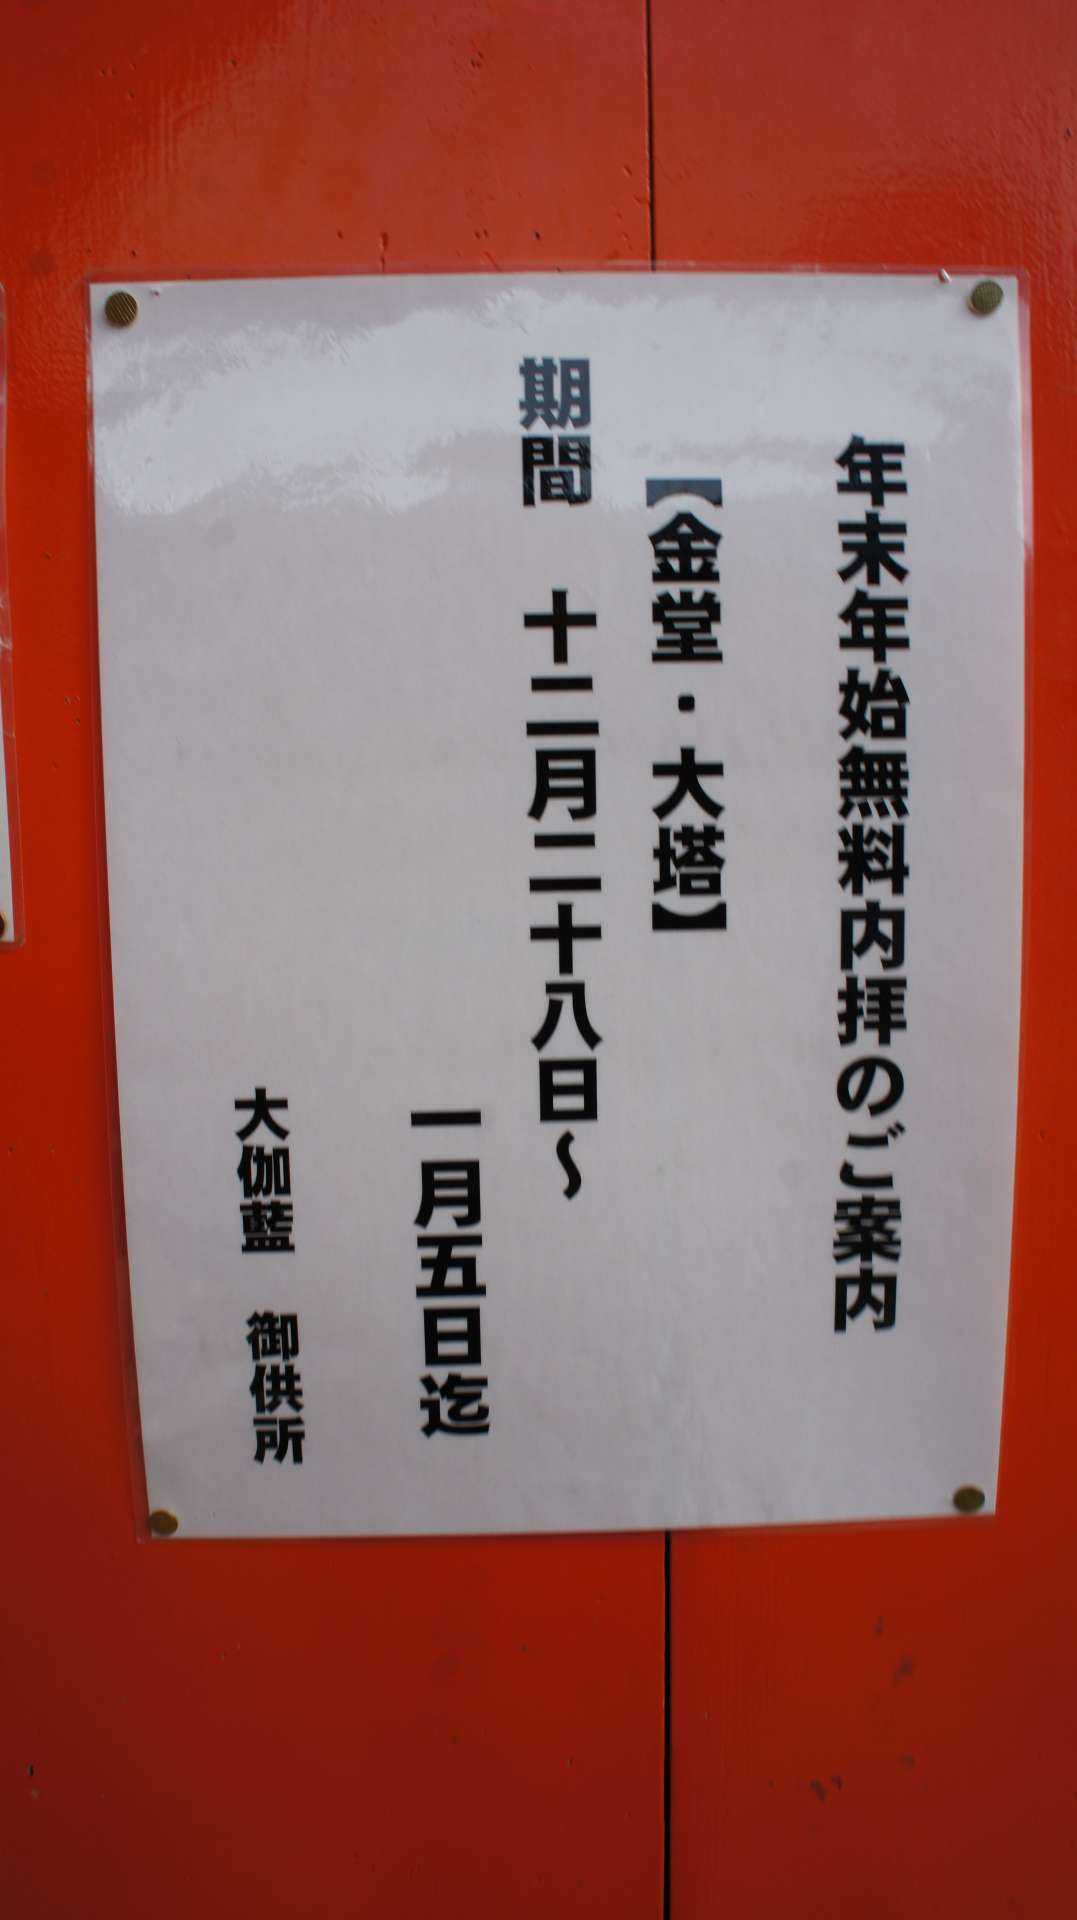 年末年始無料内拝のご案内
【金堂・大塔】
期間　十二月二十八日～
一月五日迄
大伽藍　御供所